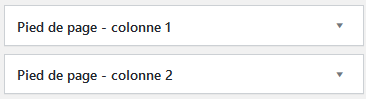 Pied de page - colonne 1
Pied de page - colonne 2